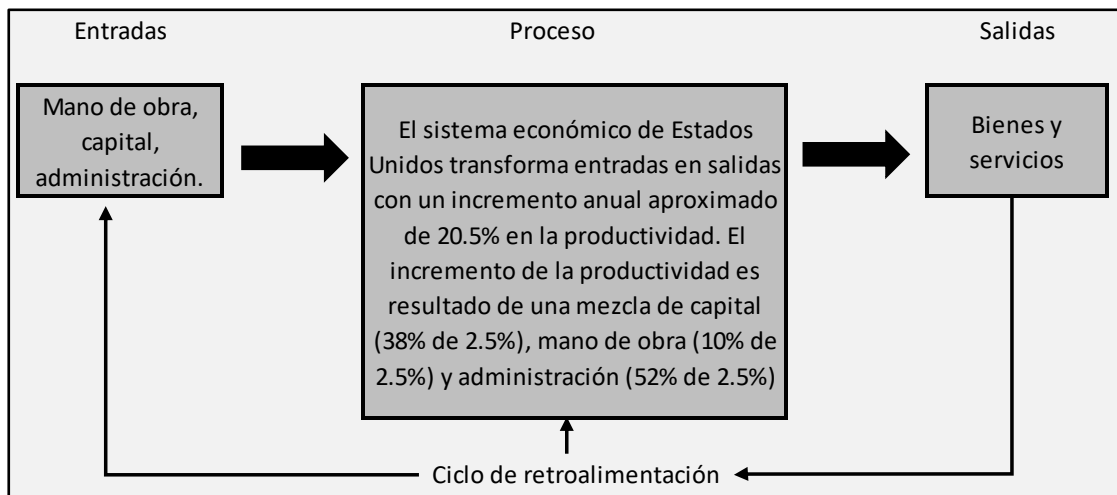 Entradas
Proceso
Salidas
Mano de obra,
capital,
administración.
El sistema económico de Estados
Unidos transforma entradas en salidas
con un incremento anual aproximado
de 20.5% en la productividad. El
incremento de la productividad es
resultado de una mezcla de capital
(38% de 2.5%), mano de obra (10% de
2.5%) y administración (52% de 2.5%)
Bienes y
servicios
Ciclo de retroalimentación